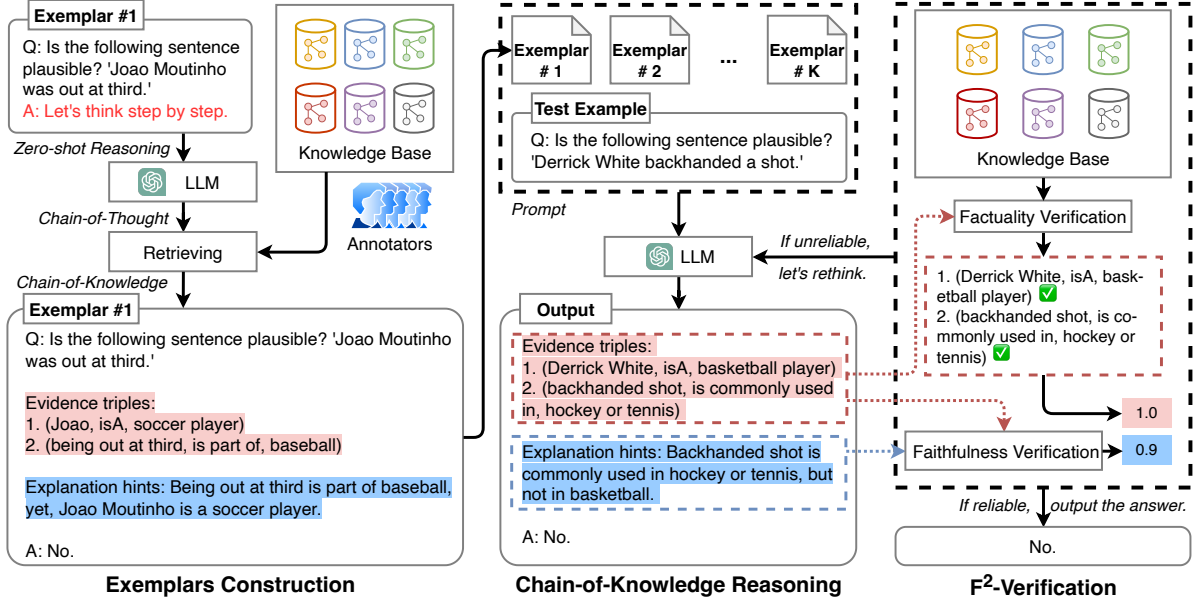 Exemplar #1
Q: Is the following sentence
plausible? 'Joao Moutinho
was out at third.'
A: Let's think step by step.
Zero-shot Reasoning
LLM
Chain-of-Thought
Retrieving
Chain-of-Knowledge
Knowledge Base
Annotators
Exemplar #1
Q: Is the following sentence plausible? 'Joao Moutinho
was out at third.'
Evidence triples:
1. (Joao, isA, soccer player)
2. (being out at third, is part of, baseball)
Explanation hints: Being out at third is part of baseball,
yet, Joao Moutinho is a soccer player.
A: No.
Exemplars Construction
Exemplar
# 1
Exemplar
# 2
...
Exemplar
# K
Test Example
Q: Is the following sentence plausible?
'Derrick White backhanded a shot.'
Prompt
LLM
If unreliable,
let's rethink.
Output
Evidence triples:
1. (Derrick White, isA, basketball player)
2. (backhanded shot, is commonly used
in, hockey or tennis)
Explanation hints: Backhanded shot is
commonly used in hockey or tennis, but
not in basketball.
A: No.
Chain-of-Knowledge Reasoning
Knowledge Base
Factuality Verification
1. (Derrick White, isA, bask-
etball player)
2. (backhanded shot, is co-
mmonly used in, hockey or
tennis)
1.0
Faithfulness Verification
0.9
If reliable, output the answer.
No.
F²-Verification